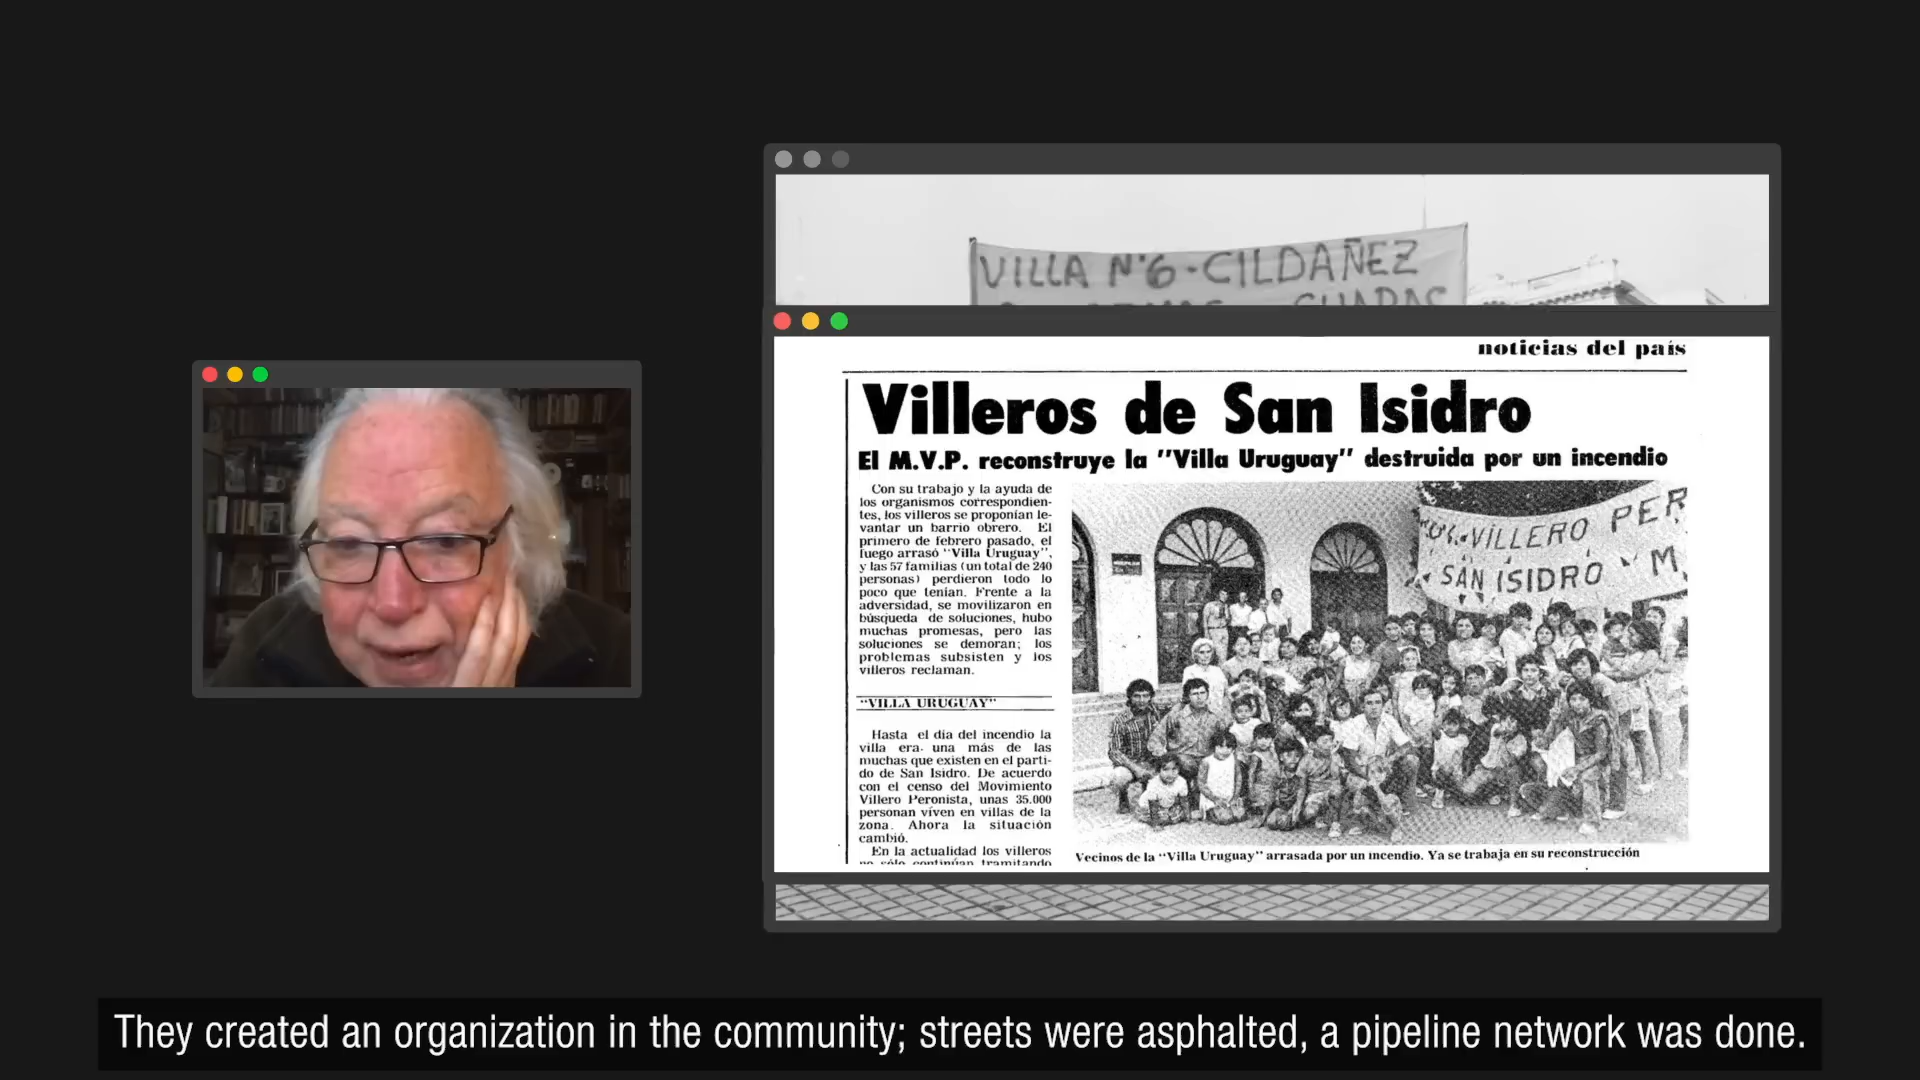 VILLA N°6 - CILDAÑEZ
noticias del país
Villeros de San Isidro
El M.V.P. reconstruye la "Villa Uruguay" destruida por un incendio
Con su trabajo y la ayuda de
los organismos correspondien-
tes, los villeros se proponían le-
vantar un barrio obrero. El
primero de febrero pasado, el
fuego arrasó "Villa Uruguay",
y las 57 familias (un total de 240
personas) perdieron todo lo
poco que tenían. Frente a la
adversidad, se movilizaron en
búsqueda de soluciones, hubo
muchas promesas, pero las
soluciones se demoran; los
problemas subsisten y los
villeros reclaman.
"VILLA URUGUAY"
Hasta el día del incendio la
villa era una más de las
muchas que existen en el parti-
do de San Isidro. De acuerdo
con el censo del Movimiento
Villero Peronista, unas 35.000
personan viven en villas de la
zona. Ahora la situación
cambió.
En la actualidad los villeros
no sólo continúan tramitando
VILLERO PER
SAN ISIDRO M
Vecinos de la "Villa Uruguay" arrasada por un incendio. Ya se trabaja en su reconstrucción
They created an organization in the community; streets were asphalted, a pipeline network was done.